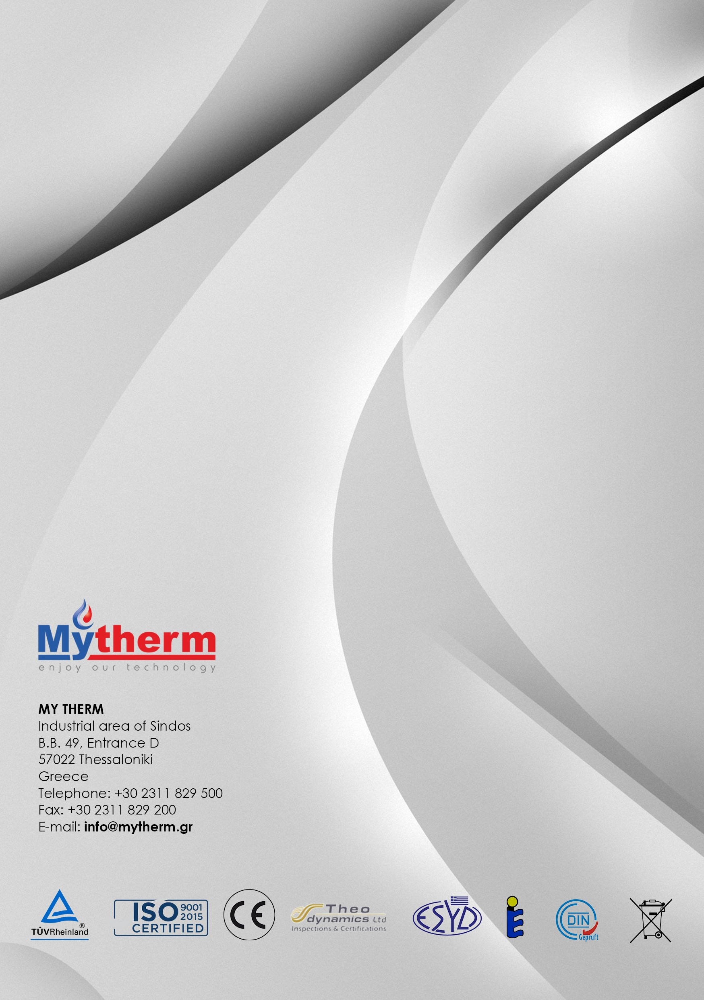 Mytherm
enjoy our technology
MY THERM
Industrial area of Sindos
B.B. 49, Entrance D
57022 Thessaloniki
Greece
Telephone: +30 2311 829 500
Fax: +30 2311 829 200
E-mail: info@mytherm.gr
TÜVRheinland®
ISO 9001 2015
CERTIFIED
CE
Theo
dynamics Ltd
Inspections & Certifications
ESYD
DIN
Geprüft